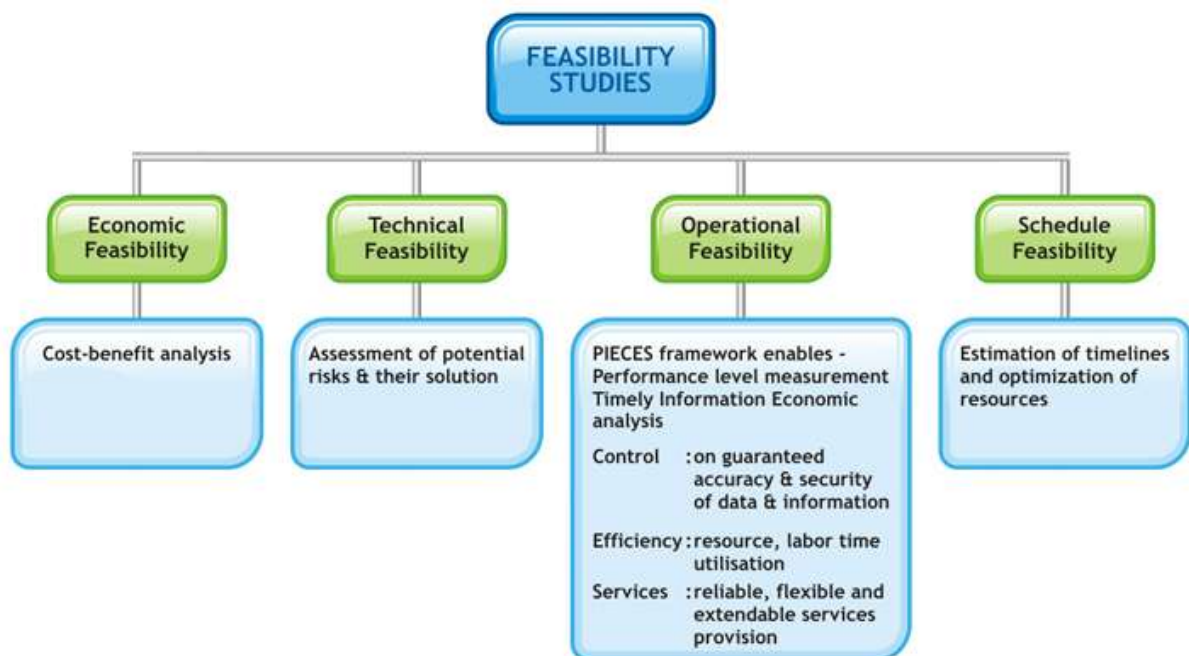 FEASIBILITY
STUDIES
Economic
Feasibility
Technical
Feasibility
Operational
Feasibility
Schedule
Feasibility
Cost-benefit analysis
Assessment of potential
risks & their solution
PIECES framework enables -
Performance level measurement
Timely Information Economic
analysis
Control : on guaranteed
accuracy & security
of data & information
Efficiency : resource, labor time
utilisation
Services : reliable, flexible and
extendable services
provision
Estimation of timelines
and optimization of
resources